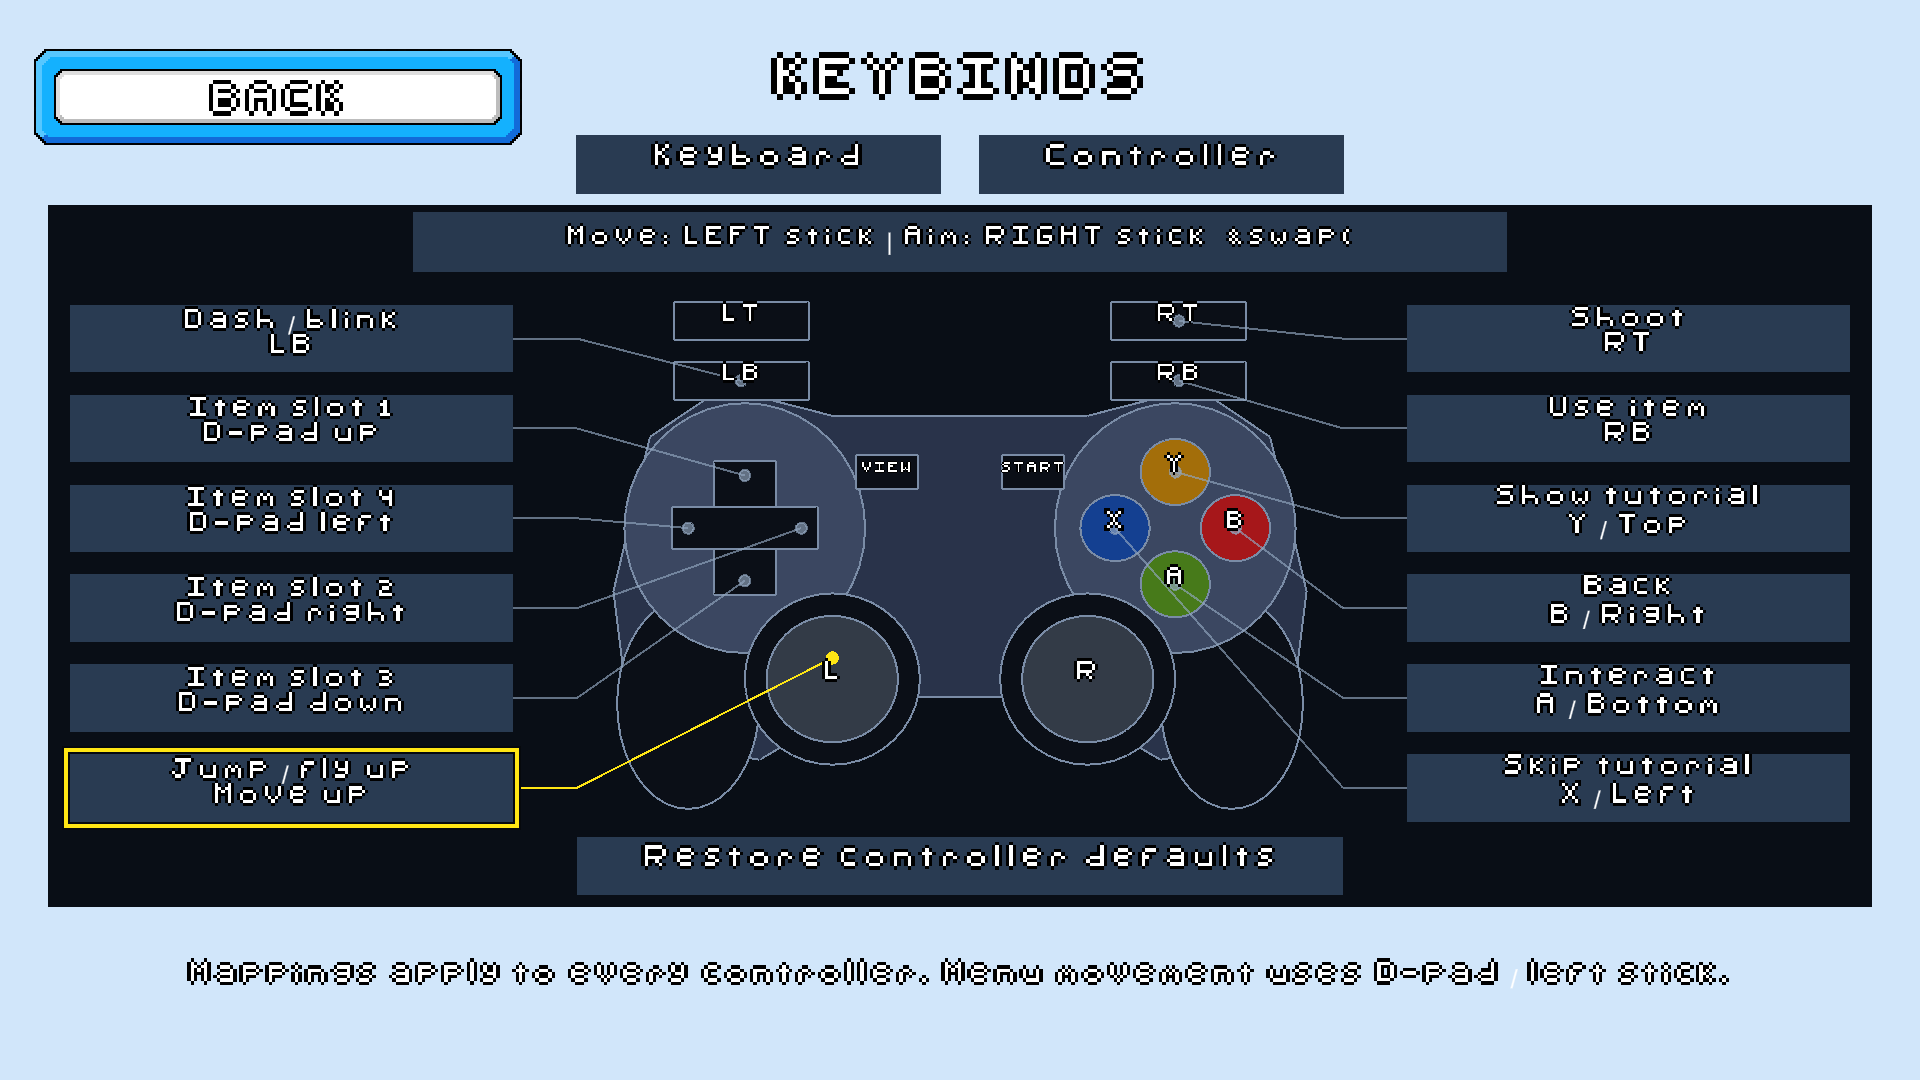 BACK
KEYBINDS
Keyboard
Controller
Move: LEFT stick | Aim: RIGHT stick &swap(
Dash / blink
LB
Item slot 1
D-pad up
Item slot 4
D-pad left
Item slot 2
D-pad right
Item slot 3
D-pad down
Jump / fly up
Move up
LT
LB
VIEW
L
RT
RB
START
Y
X
B
A
R
Shoot
RT
Use item
RB
Show tutorial
Y / Top
Back
B / Right
Interact
A / Bottom
Skip tutorial
X / Left
Restore controller defaults
Mappings apply to every controller. Menu movement uses D-pad / left stick.